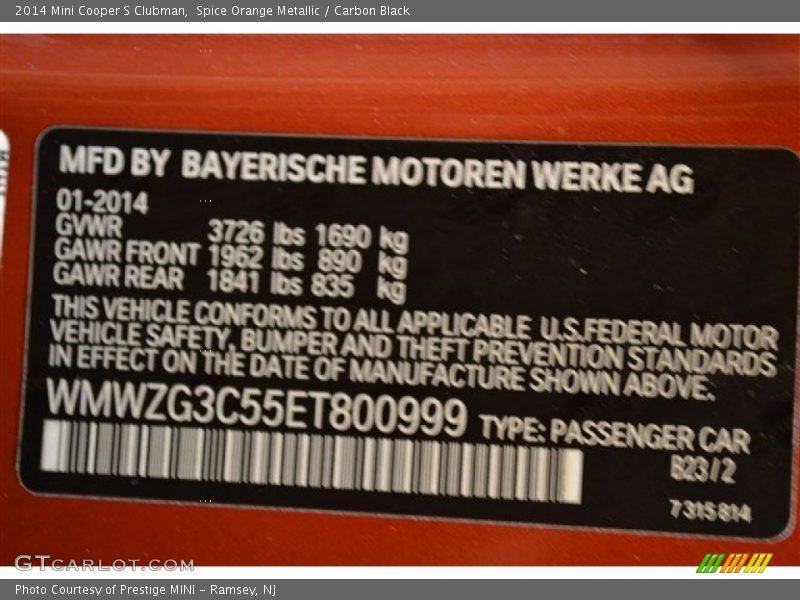 2014 Mini Cooper S Clubman,  Spice Orange Metallic / Carbon Black
MFD BY BAYERISCHE MOTOREN WERKE AG
01-2014
GVWR 3726 lbs 1690 kg
GAWR FRONT 1962 lbs 890 kg
GAWR REAR 1841 lbs 835 kg
THIS VEHICLE CONFORMS TO ALL APPLICABLE U.S.FEDERAL MOTOR
VEHICLE SAFETY, BUMPER AND THEFT PREVENTION STANDARDS
IN EFFECT ON THE DATE OF MANUFACTURE SHOWN ABOVE.
WMWZG3C55ET800999 TYPE: PASSENGER CAR
B23/2
7315814
GTCARLOT.COM
Photo Courtesy of Prestige MINI - Ramsey, NJ